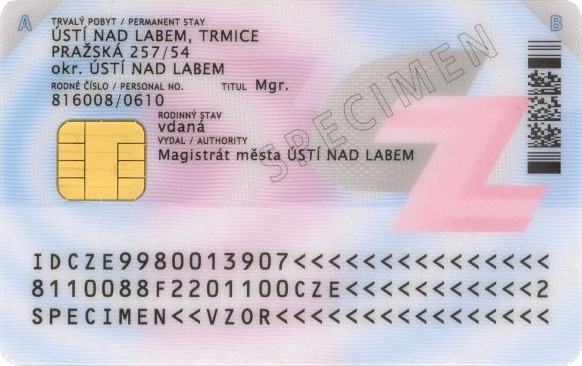 A
B
TRVALÝ POBYT / PERMANENT STAY
ÚSTÍ NAD LABEM, TRMICE
PRAŽSKÁ 257/54
okr. ÚSTÍ NAD LABEM
RODNÉ ČÍSLO / PERSONAL NO.
TITUL Mgr.
816008/0610
RODINNÝ STAV
vdaná
VYDAL / AUTHORITY
Magistrát města ÚSTÍ NAD LABEM
SPECIMEN
CZ
IDCZE9980013907<<<<<<<<<<<<<<<
8110088F2201100CZE<<<<<<<<<<<2
SPECIMEN<<VZOR<<<<<<<<<<<<<<<<